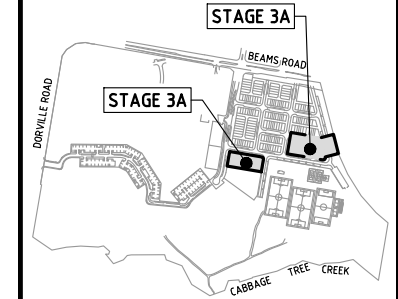 STAGE 3A
BEAMS ROAD
STAGE 3A
DORVILLE ROAD
CABBAGE TREE CREEK